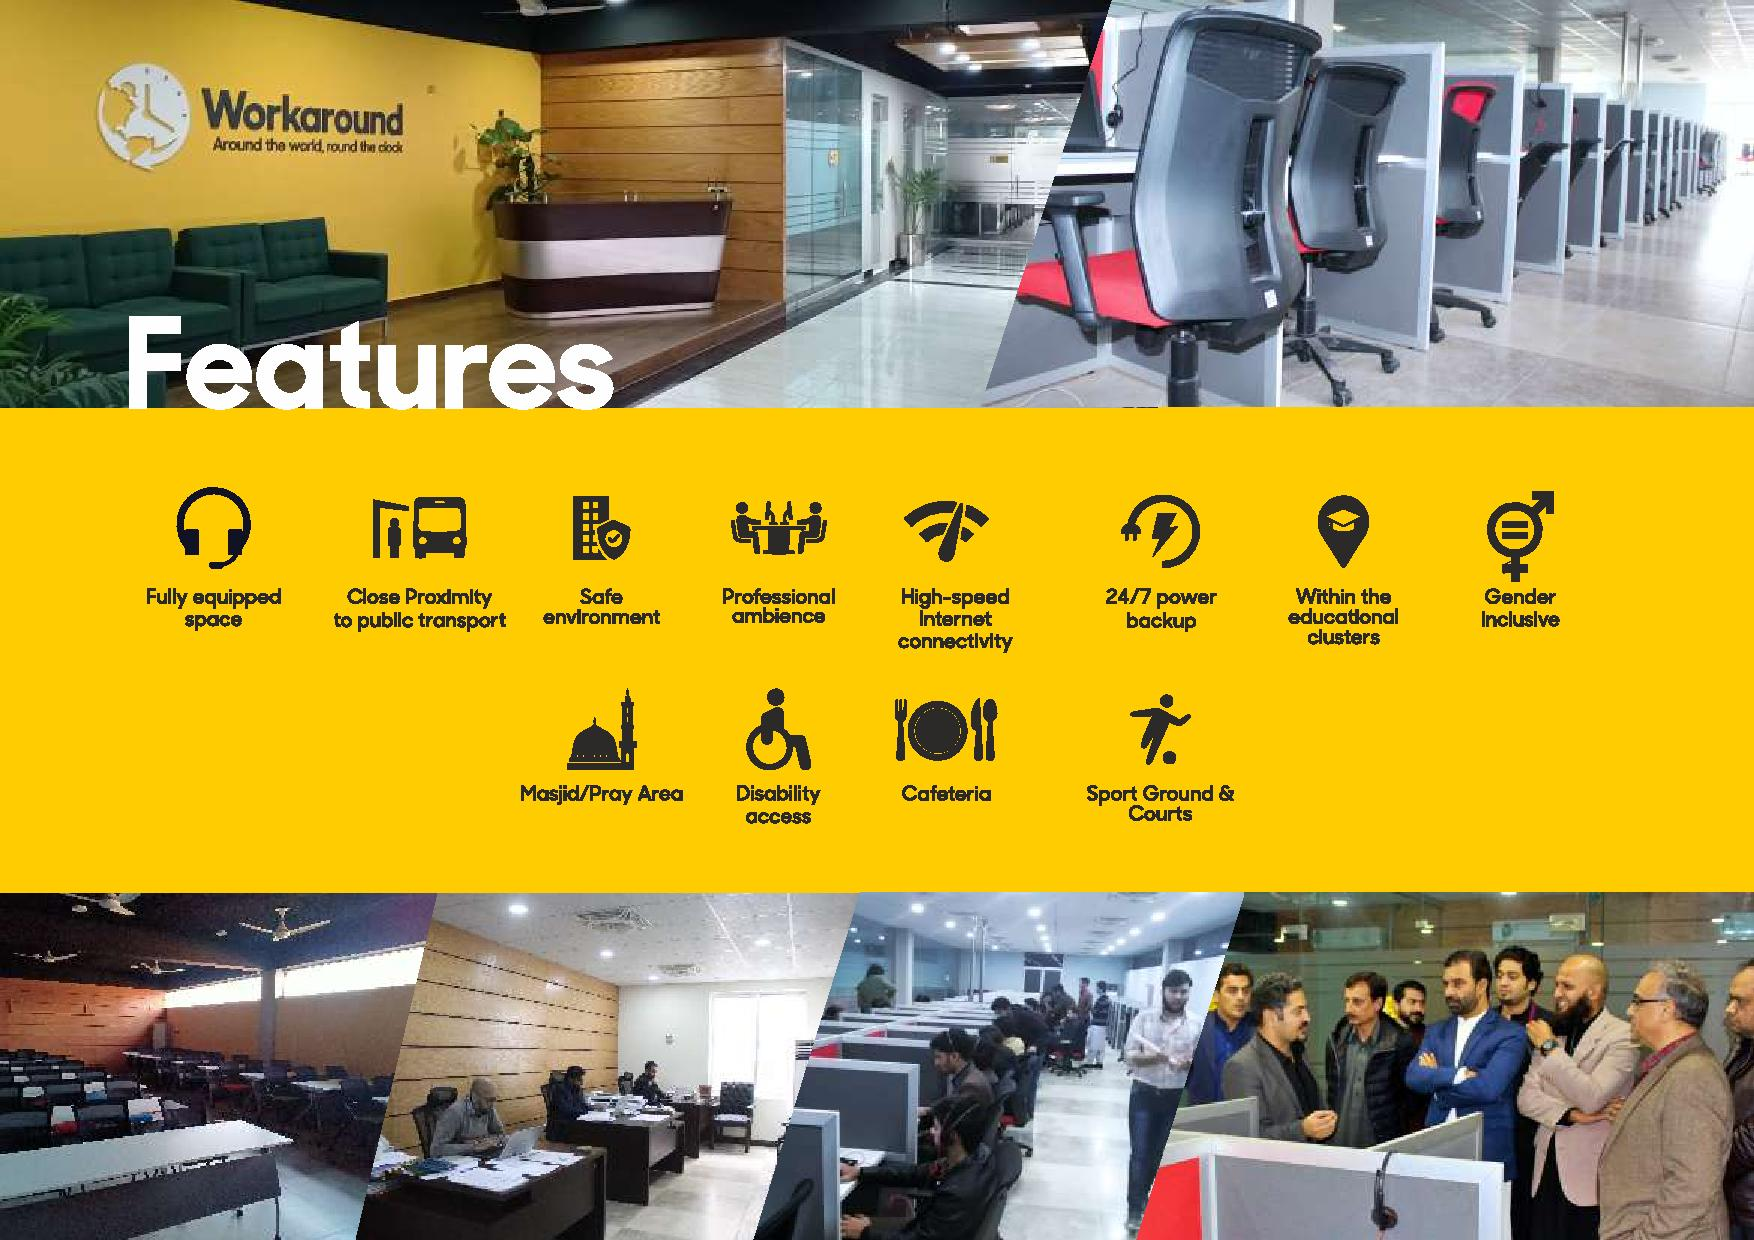 Workaround
Around the world, round the clock
Features
Fully equipped
space
Close Proximity
to public transport
Safe
environment
Professional
ambience
High-speed
internet
connectivity
24/7 power
backup
Within the
educational
clusters
Gender
inclusive
Masjid/Pray Area
Disability
access
Cafeteria
Sport Ground &
Courts